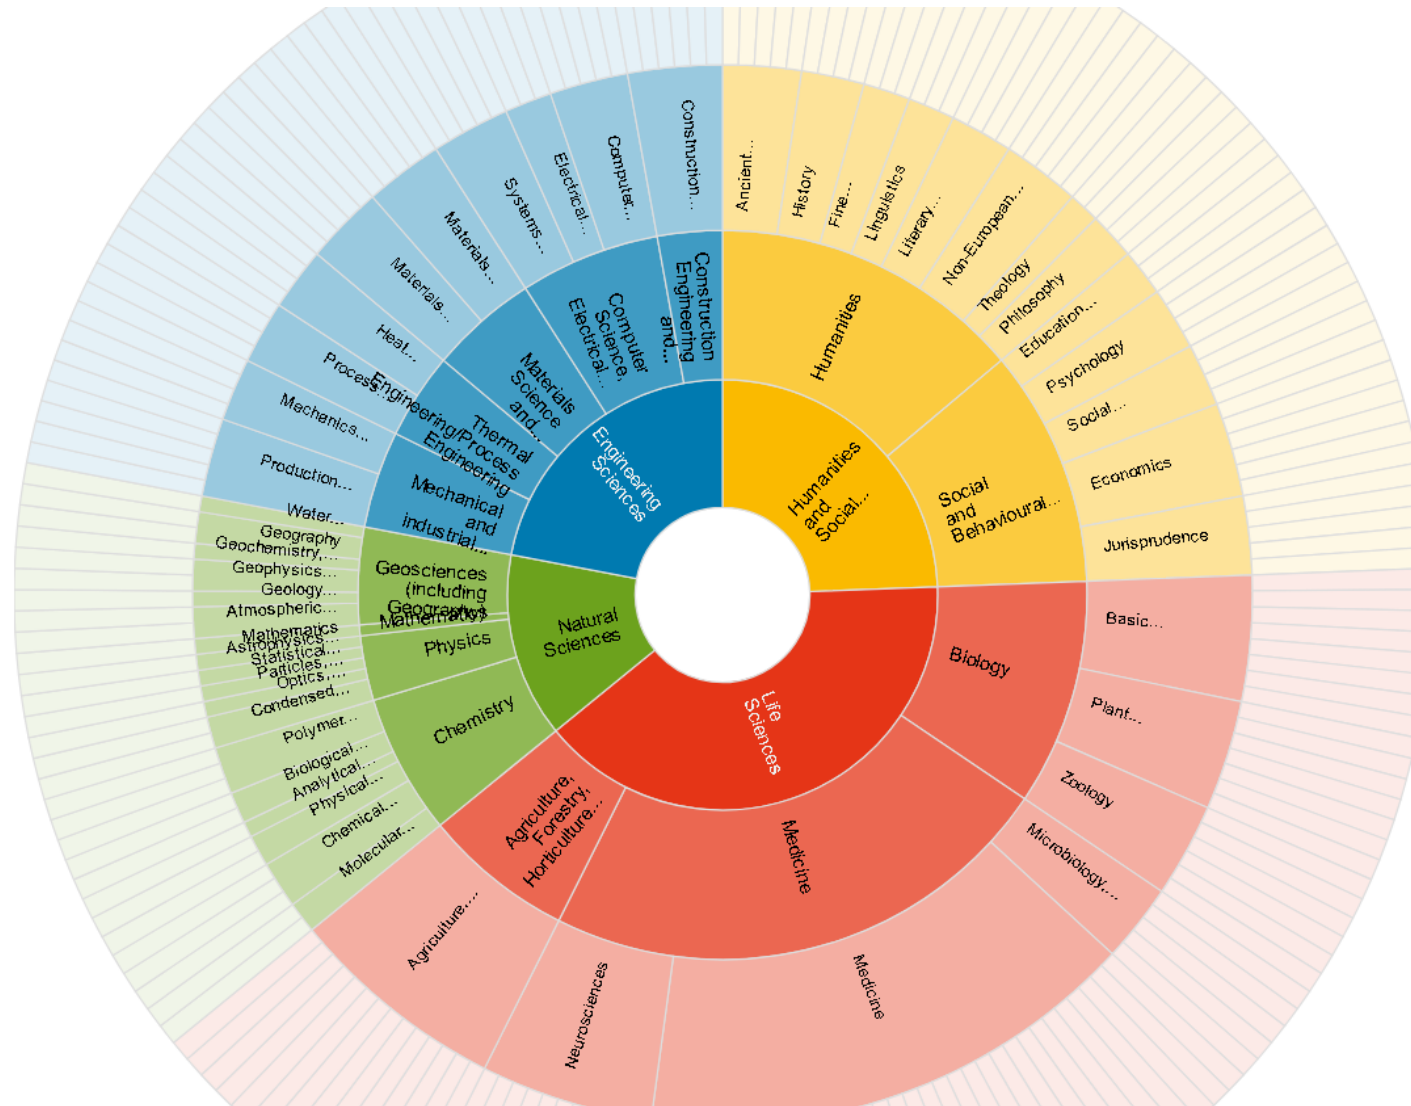 Humanities
and
Social...
Life
Sciences
Natural
Sciences
Engineering
Sciences
Humanities
Social
and
Behavioural...
Biology
Medicine
Agriculture,
Forestry,
Horticulture...
Chemistry
Physics
Mathematics
Geosciences
(including
Geography)
Mechanical
and
industrial...
Thermal
Engineering/Process
Engineering
Materials
Science
and...
Computer
Science,
Electrical...
Construction
Engineering
and...
Ancient...
History
Fine...
Linguistics
Literary...
Non-European...
Theology
Philosophy
Education...
Psychology
Social...
Economics
Jurisprudence
Basic...
Plant...
Zoology
Microbiology,...
Medicine
Neurosciences
Agriculture,...
Molecular...
Chemical...
Physical...
Analytical...
Biological...
Polymer...
Condensed...
Optics,...
Particles,...
Statistical...
Astrophysics...
Mathematics
Atmospheric...
Geology...
Geophysics...
Geochemistry,...
Geography
Water...
Production...
Mechanics...
Process...
Heat...
Materials...
Materials...
Systems...
Electrical...
Computer...
Construction...